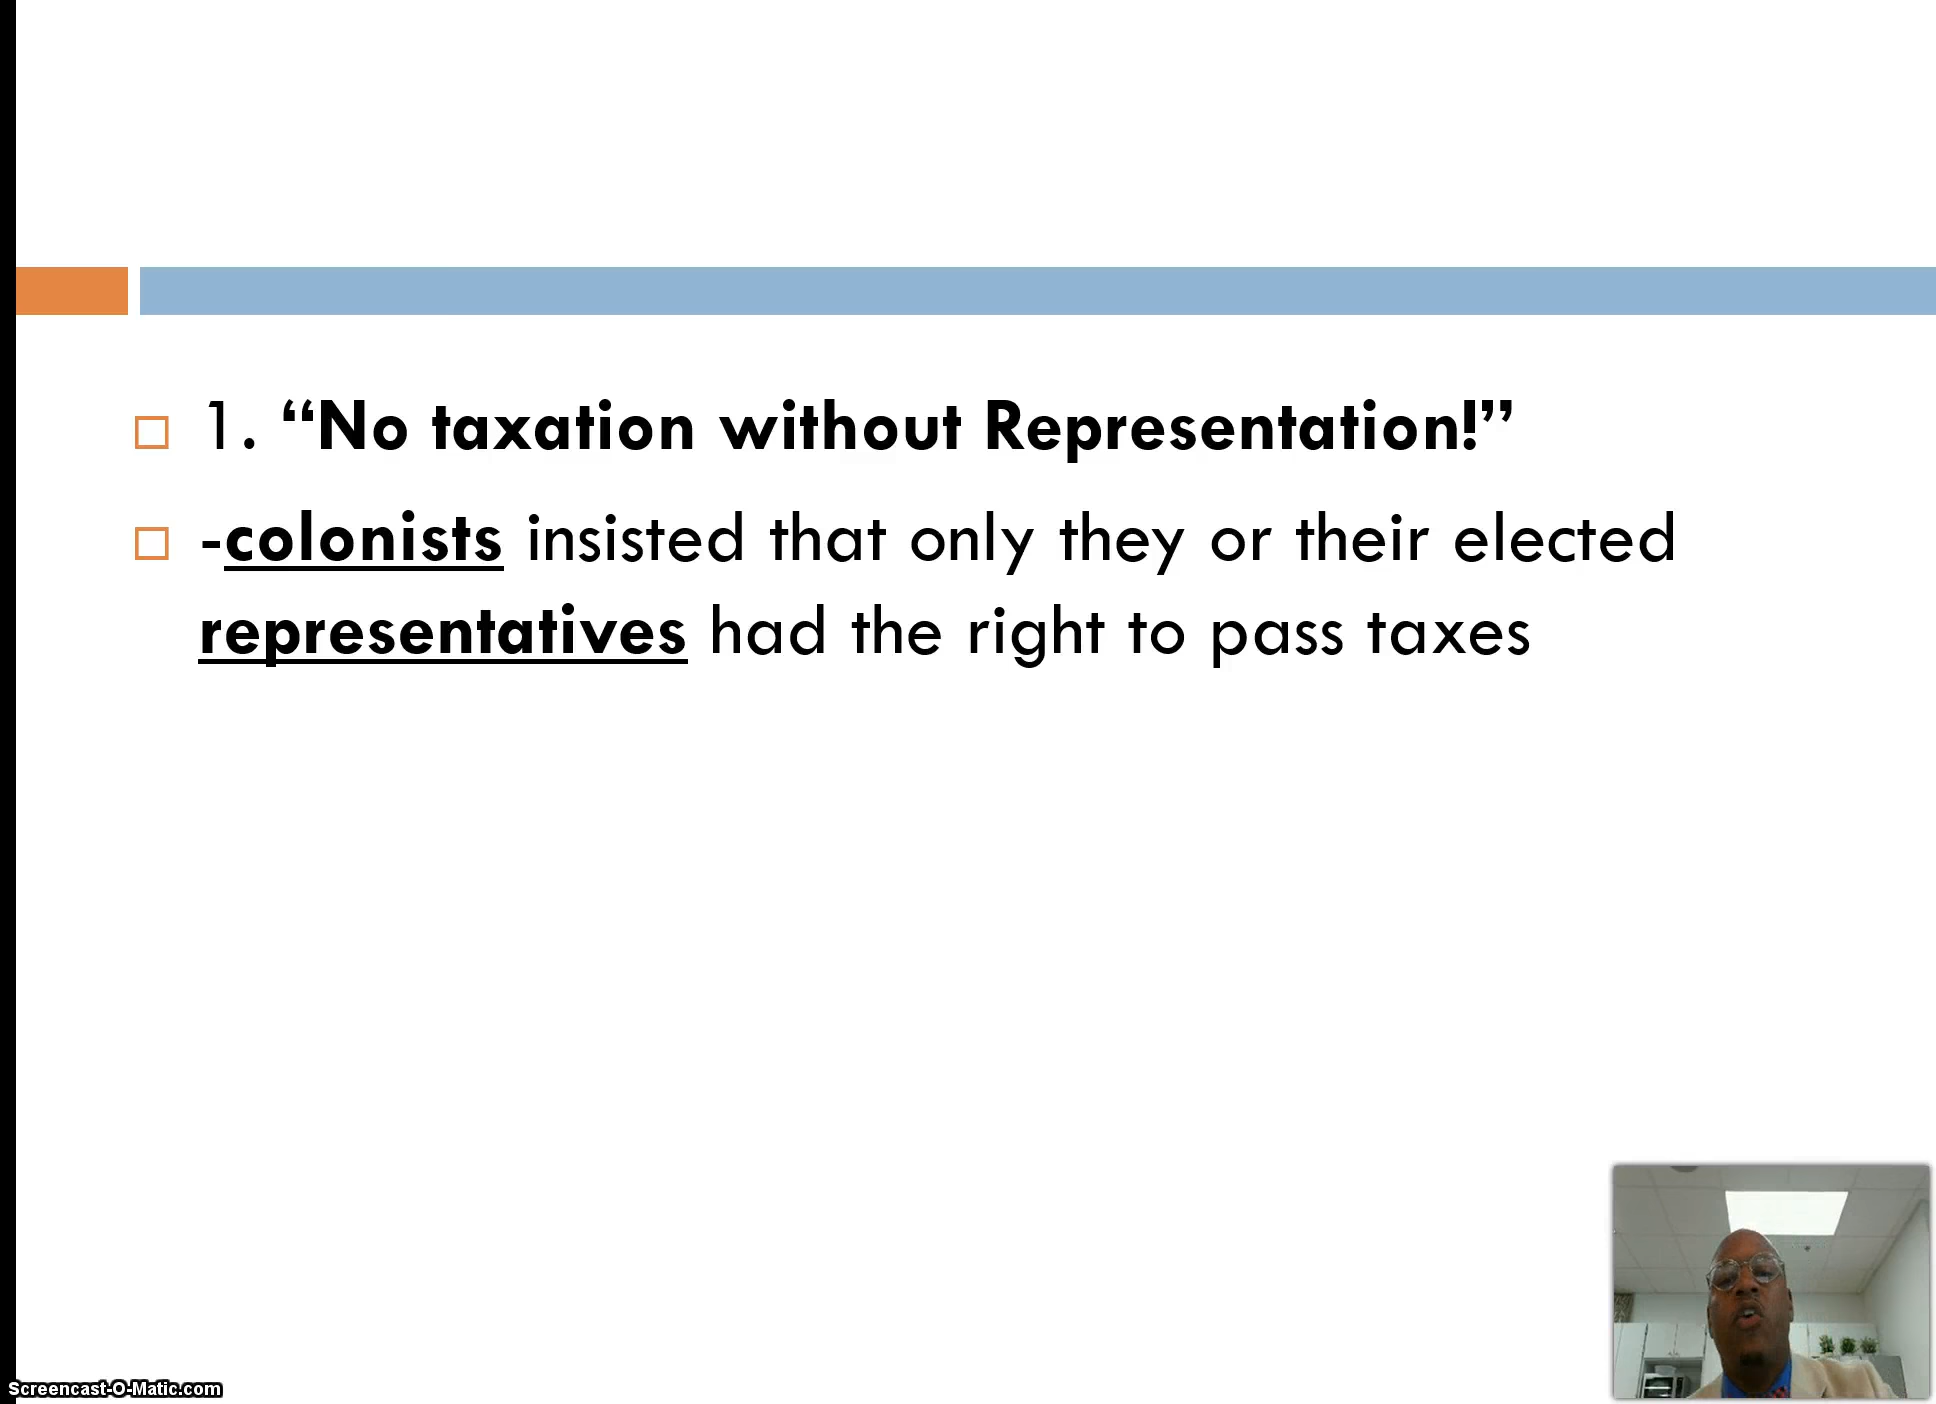 1. “No taxation without Representation!”
-colonists insisted that only they or their elected
representatives had the right to pass taxes
Screencast-O-Matic.com